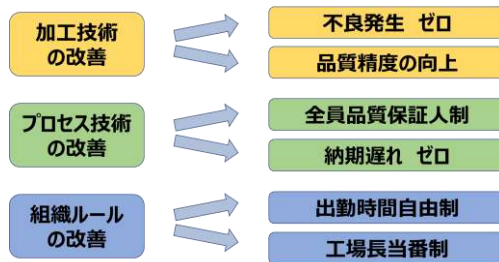 加工技術
の改善
不良発生 ゼロ
品質精度の向上
プロセス技術
の改善
全員品質保証人制
納期遅れ ゼロ
組織ルール
の改善
出勤時間自由制
工場長当番制